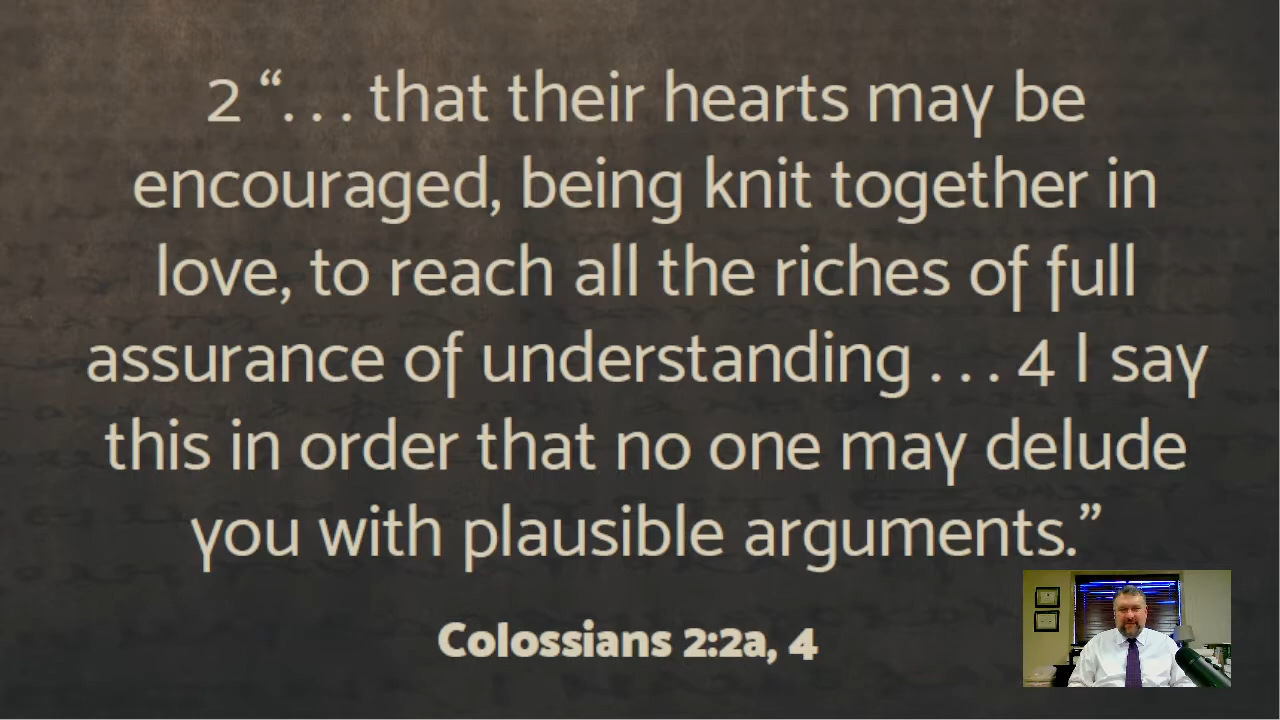 2 “. . . that their hearts may be
encouraged, being knit together in
love, to reach all the riches of full
assurance of understanding . . . 4 I say
this in order that no one may delude
you with plausible arguments.”
Colossians 2:2a, 4